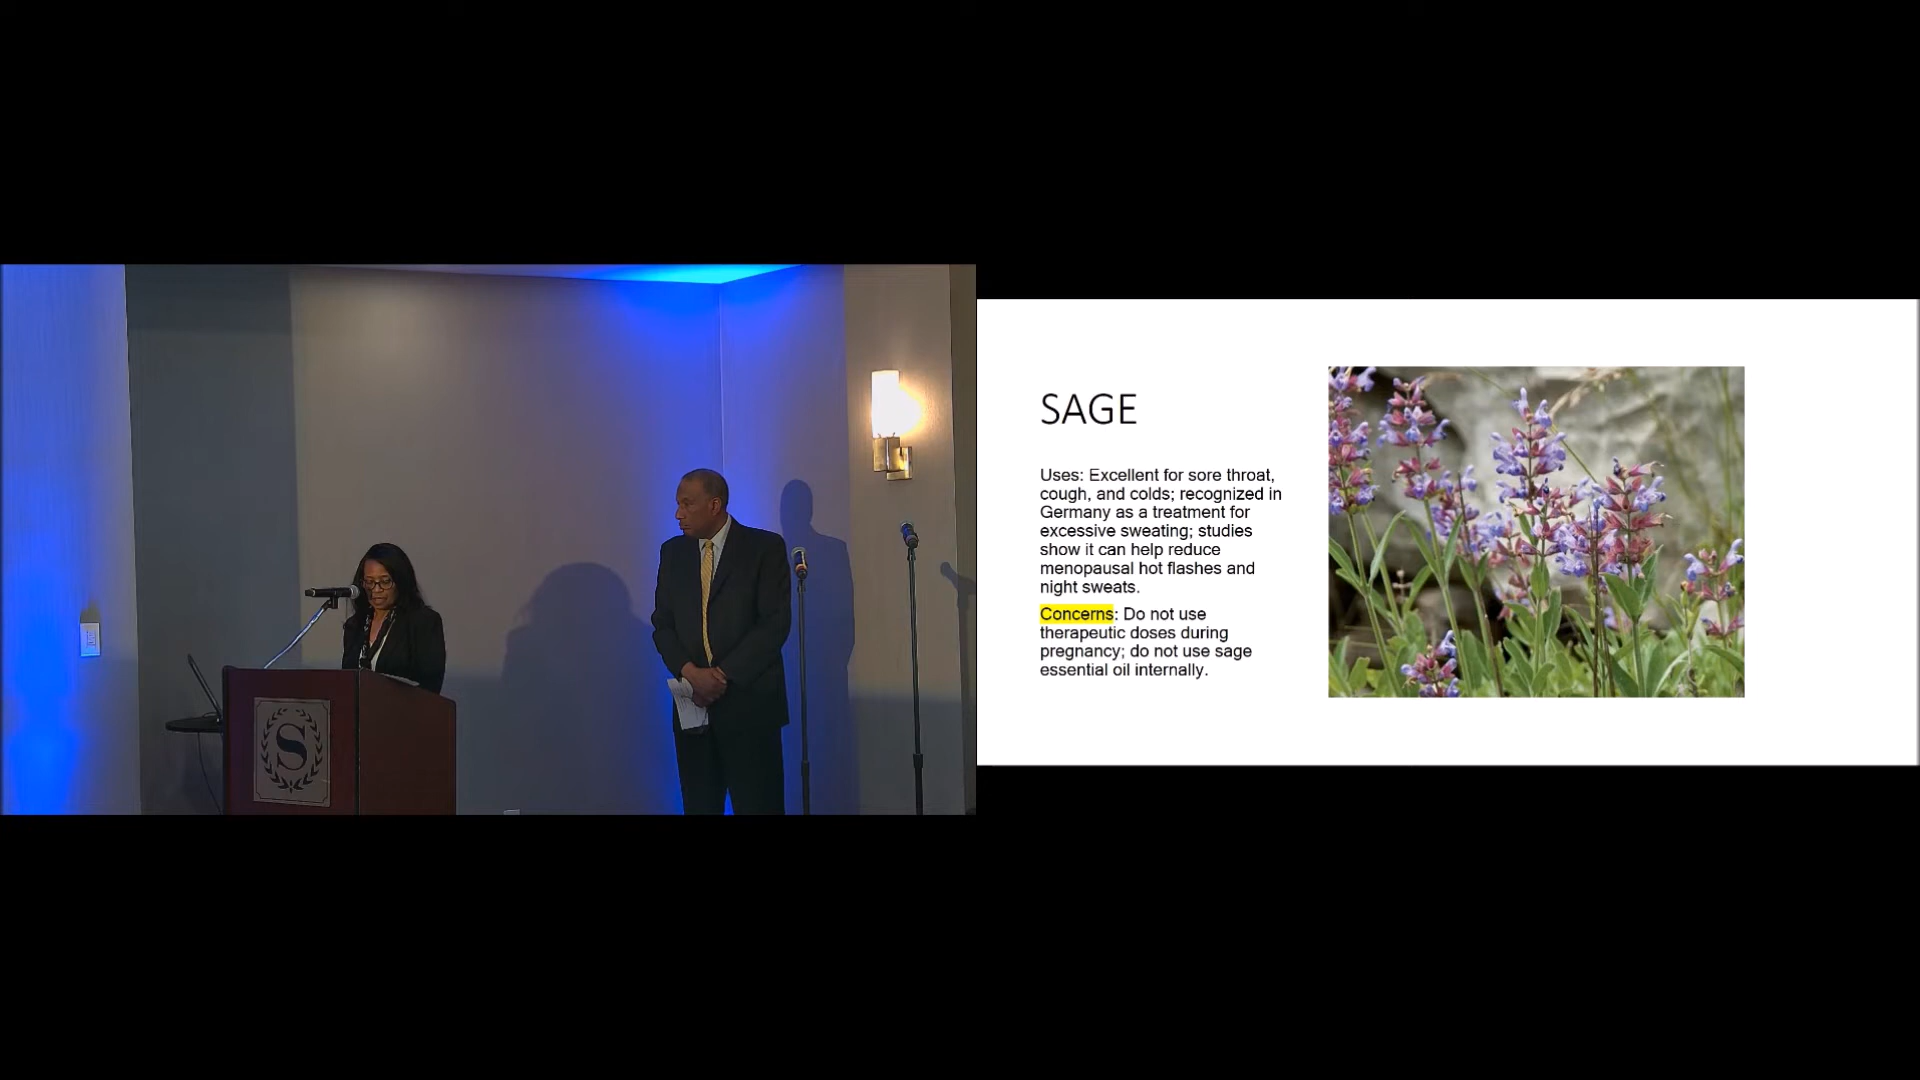 S
SAGE
Uses: Excellent for sore throat,
cough, and colds; recognized in
Germany as a treatment for
excessive sweating; studies
show it can help reduce
menopausal hot flashes and
night sweats.
Concerns: Do not use
therapeutic doses during
pregnancy; do not use sage
essential oil internally.